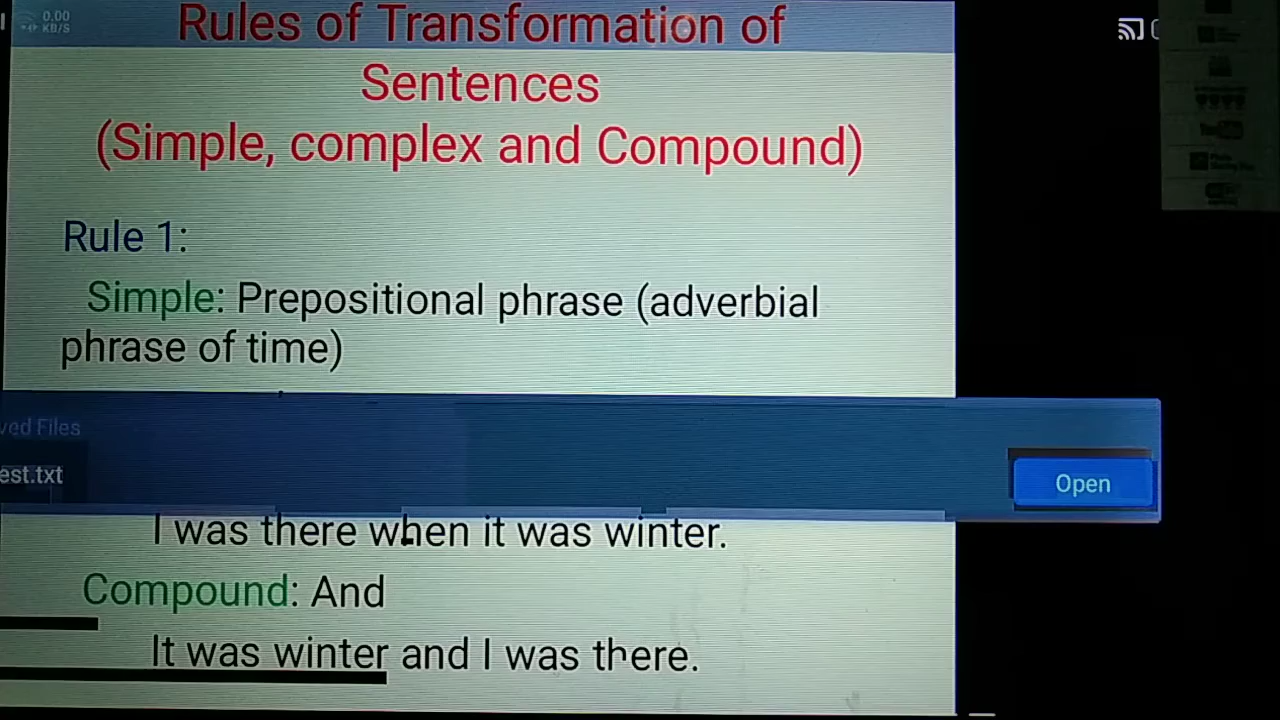 0.00
KB/S
Rules of Transformation of
Sentences
(Simple, complex and Compound)
Rule 1:
Simple: Prepositional phrase (adverbial
phrase of time)
ved Files
est.txt
Open
I was there when it was winter.
Compound: And
It was winter and I was there.